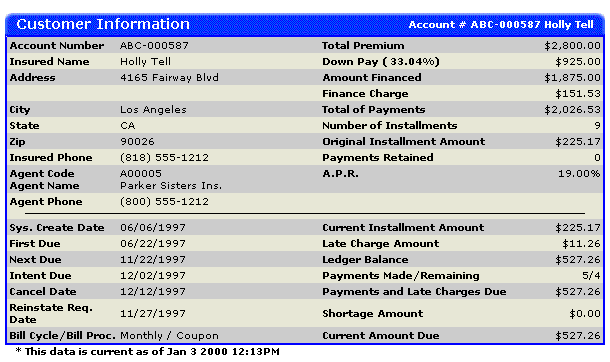 Customer Information Account # ABC-000587 Holly Tell
Account Number ABC-000587 Total Premium $2,800.00
Insured Name Holly Tell Down Pay ( 33.04%) $925.00
Address 4165 Fairway Blvd Amount Financed $1,875.00
Finance Charge $151.53
City Los Angeles Total of Payments $2,026.53
State CA Number of Installments 9
Zip 90026 Original Installment Amount $225.17
Insured Phone (818) 555-1212 Payments Retained 0
Agent Code A00005 A.P.R. 19.00%
Agent Name Parker Sisters Ins.
Agent Phone (800) 555-1212
Sys. Create Date 06/06/1997 Current Installment Amount $225.17
First Due 06/22/1997 Late Charge Amount $11.26
Next Due 11/22/1997 Ledger Balance $527.26
Intent Due 12/02/1997 Payments Made/Remaining 5/4
Cancel Date 12/12/1997 Payments and Late Charges Due $527.26
Reinstate Req.
Date 11/27/1997 Shortage Amount $0.00
Bill Cycle/Bill Proc. Monthly / Coupon Current Amount Due $527.26
* This data is current as of Jan 3 2000 12:13PM